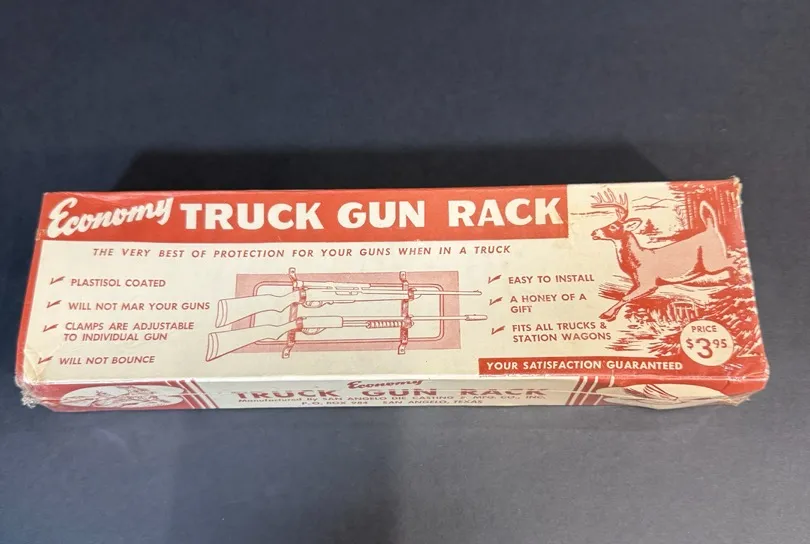 Economy TRUCK GUN RACK
THE VERY BEST OF PROTECTION FOR YOUR GUNS WHEN IN A TRUCK
PLASTISOL COATED
WILL NOT MAR YOUR GUNS
CLAMPS ARE ADJUSTABLE
TO INDIVIDUAL GUN
WILL NOT BOUNCE
EASY TO INSTALL
A HONEY OF A
GIFT
FITS ALL TRUCKS &
STATION WAGONS
PRICE
$3.95
YOUR SATISFACTION GUARANTEED
Economy
TRUCK GUN RACK
Manufactured By SAN ANGELO DIE CASTING & MFG. CO., INC.
P.O. BOX 984 SAN ANGELO, TEXAS